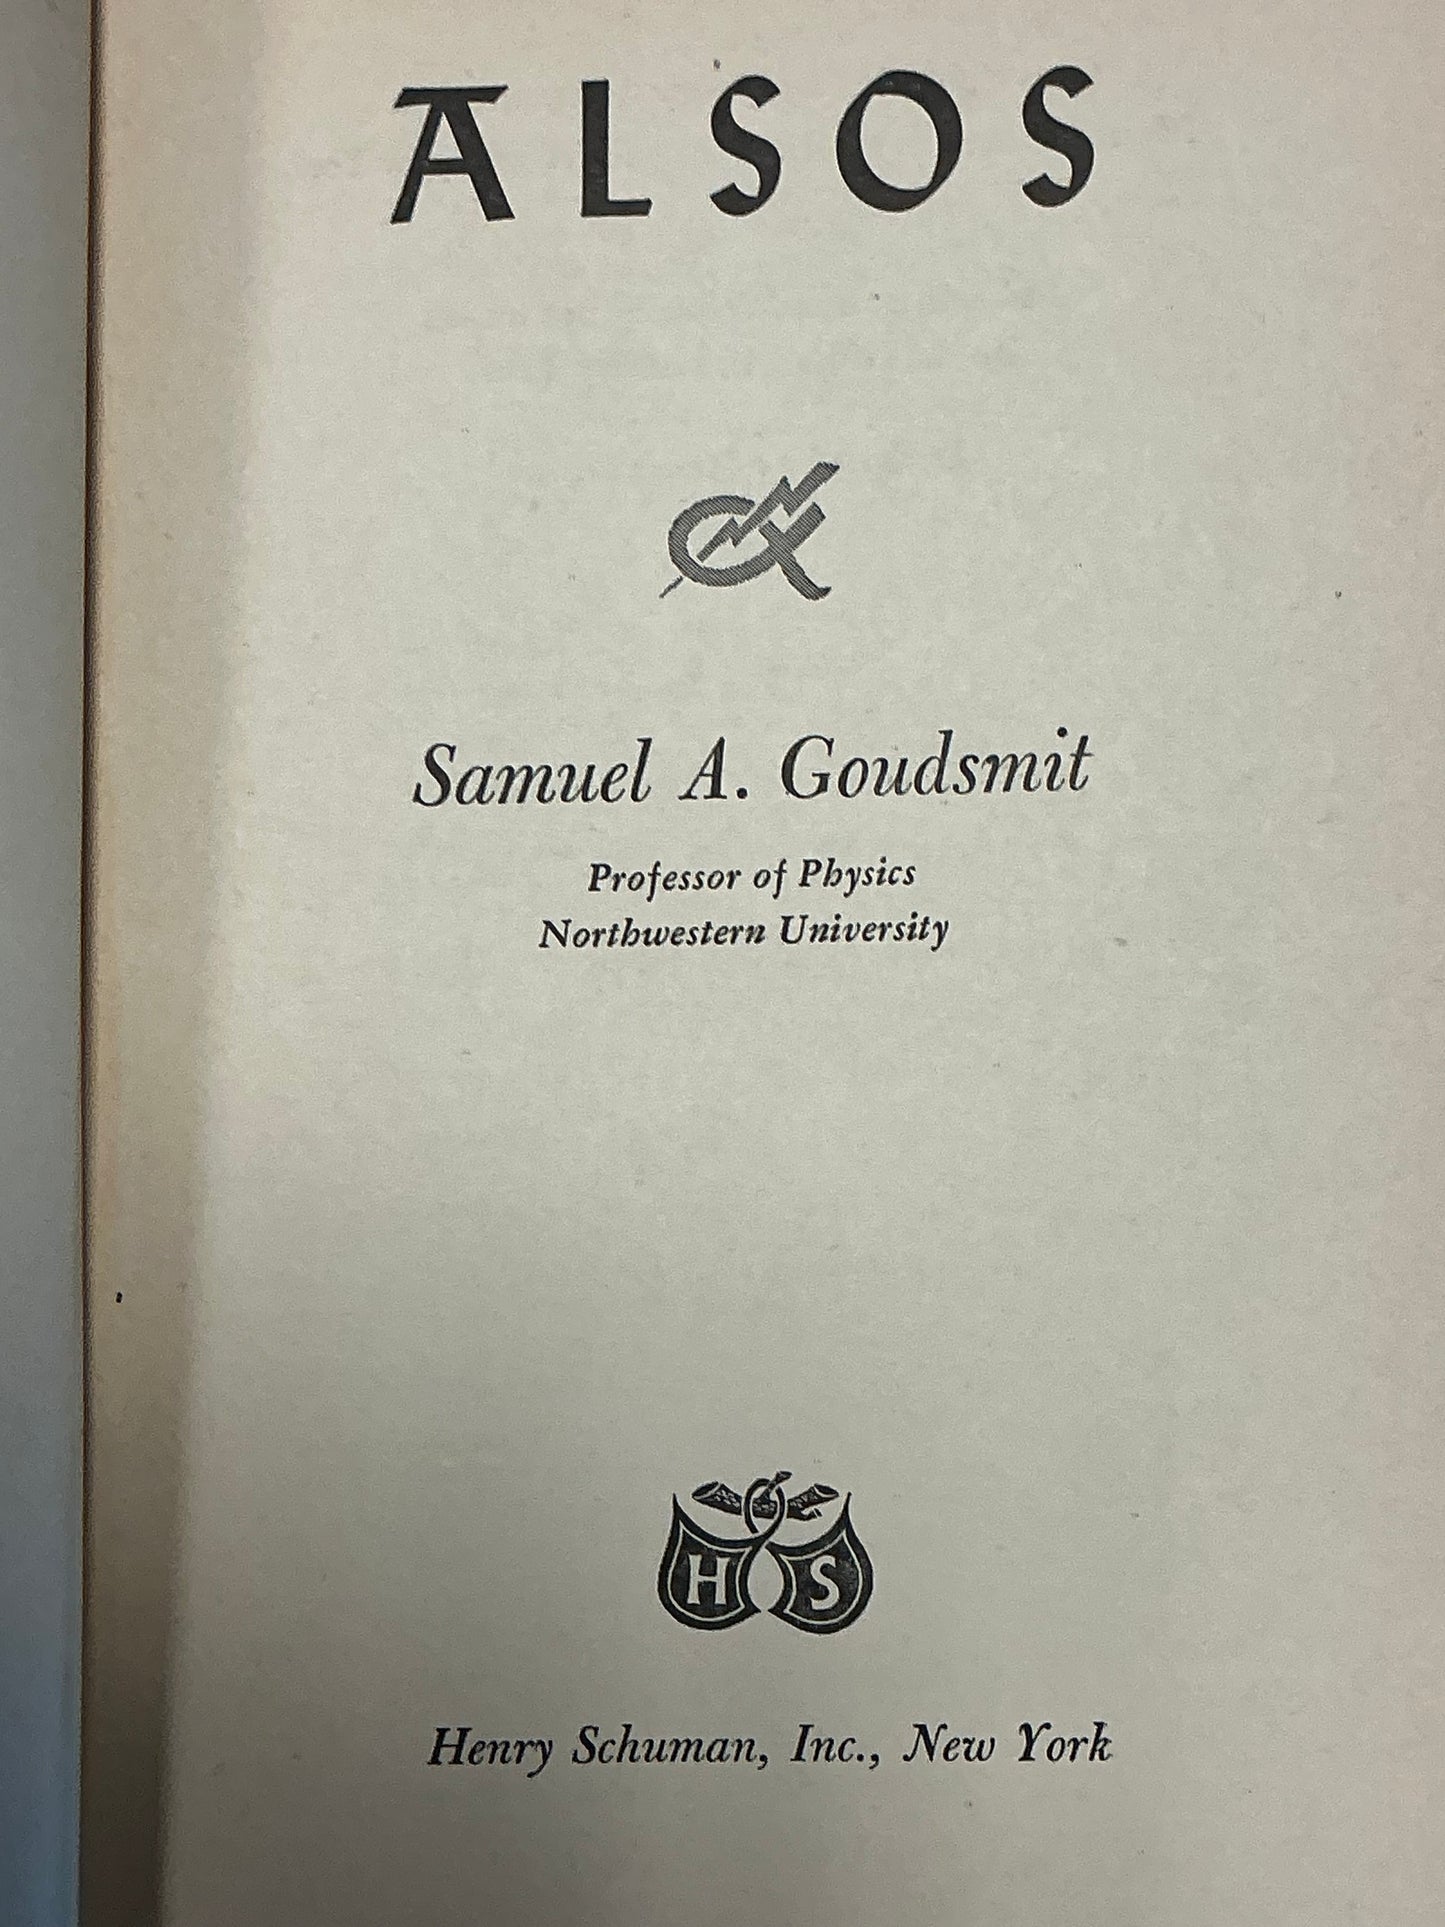 ALSOS
Samuel A. Goudsmit
Professor of Physics
Northwestern University
H S
Henry Schuman, Inc., New York